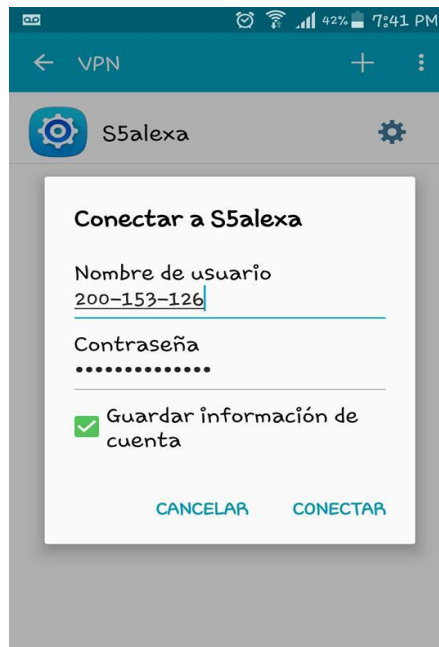 42% 7:41 PM
VPN
S5alexa
Conectar a S5alexa
Nombre de usuario
200-153-126
Contraseña
••••••••••••••
Guardar información de
cuenta
CANCELAR CONECTAR